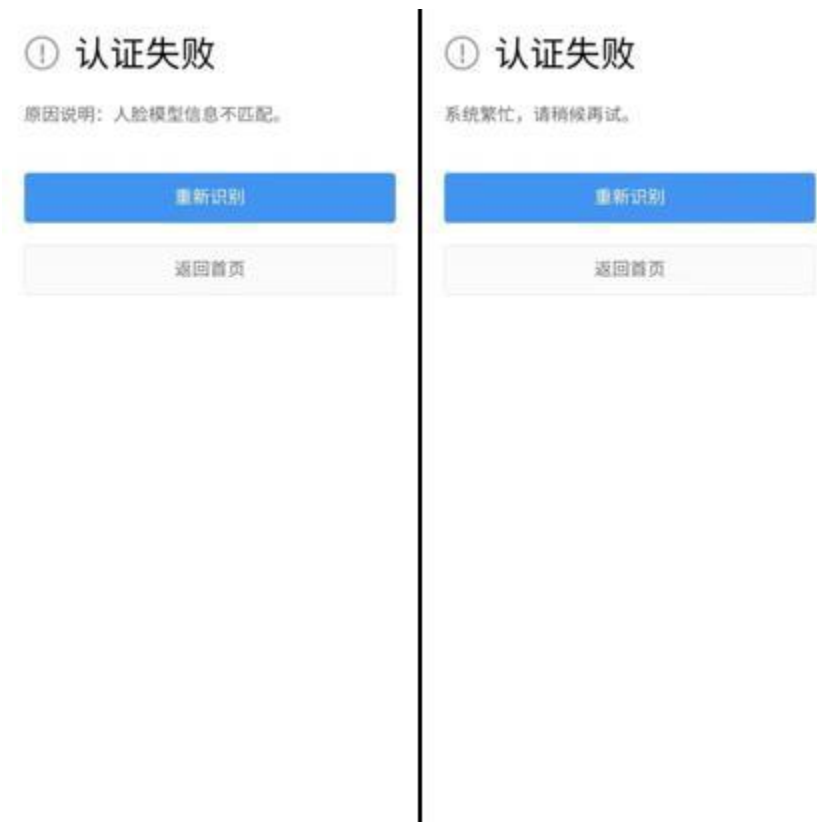 认证失败
原因说明：人脸模型信息不匹配。
重新识别
返回首页
认证失败
系统繁忙，请稍候再试。
重新识别
返回首页